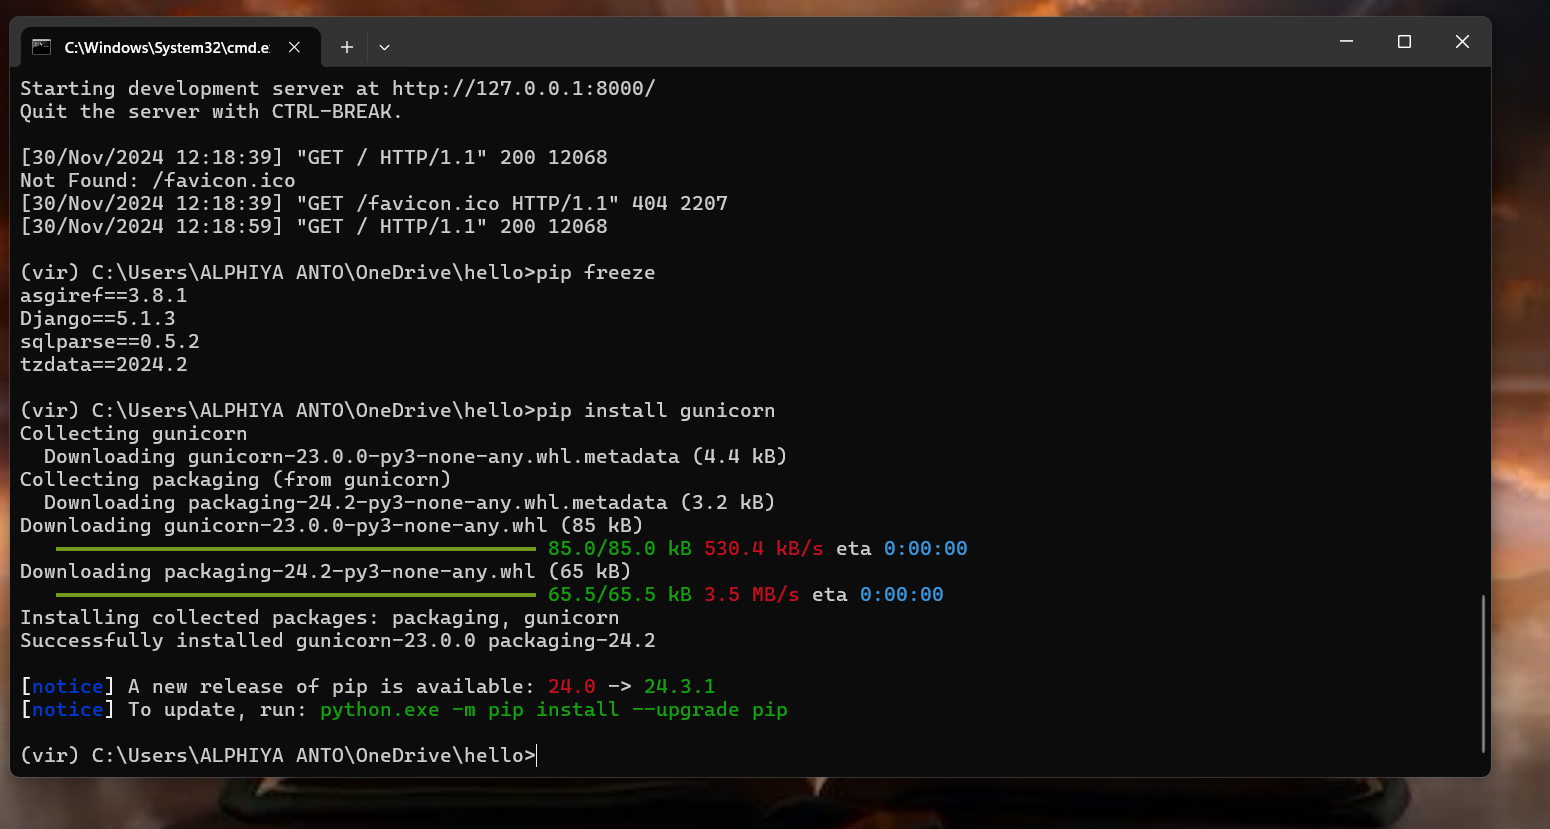 C:\Windows\System32\cmd.e
Starting development server at http://127.0.0.1:8000/
Quit the server with CTRL-BREAK.
[30/Nov/2024 12:18:39] "GET / HTTP/1.1" 200 12068
Not Found: /favicon.ico
[30/Nov/2024 12:18:39] "GET /favicon.ico HTTP/1.1" 404 2207
[30/Nov/2024 12:18:59] "GET / HTTP/1.1" 200 12068
(vir) C:\Users\ALPHIYA ANTO\OneDrive\hello>pip freeze
asgiref==3.8.1
Django==5.1.3
sqlparse==0.5.2
tzdata==2024.2
(vir) C:\Users\ALPHIYA ANTO\OneDrive\hello>pip install gunicorn
Collecting gunicorn
  Downloading gunicorn-23.0.0-py3-none-any.whl.metadata (4.4 kB)
Collecting packaging (from gunicorn)
  Downloading packaging-24.2-py3-none-any.whl.metadata (3.2 kB)
Downloading gunicorn-23.0.0-py3-none-any.whl (85 kB)
85.0/85.0 kB 530.4 kB/s eta 0:00:00
Downloading packaging-24.2-py3-none-any.whl (65 kB)
65.5/65.5 kB 3.5 MB/s eta 0:00:00
Installing collected packages: packaging, gunicorn
Successfully installed gunicorn-23.0.0 packaging-24.2
[notice] A new release of pip is available: 24.0 -> 24.3.1
[notice] To update, run: python.exe -m pip install --upgrade pip
(vir) C:\Users\ALPHIYA ANTO\OneDrive\hello>